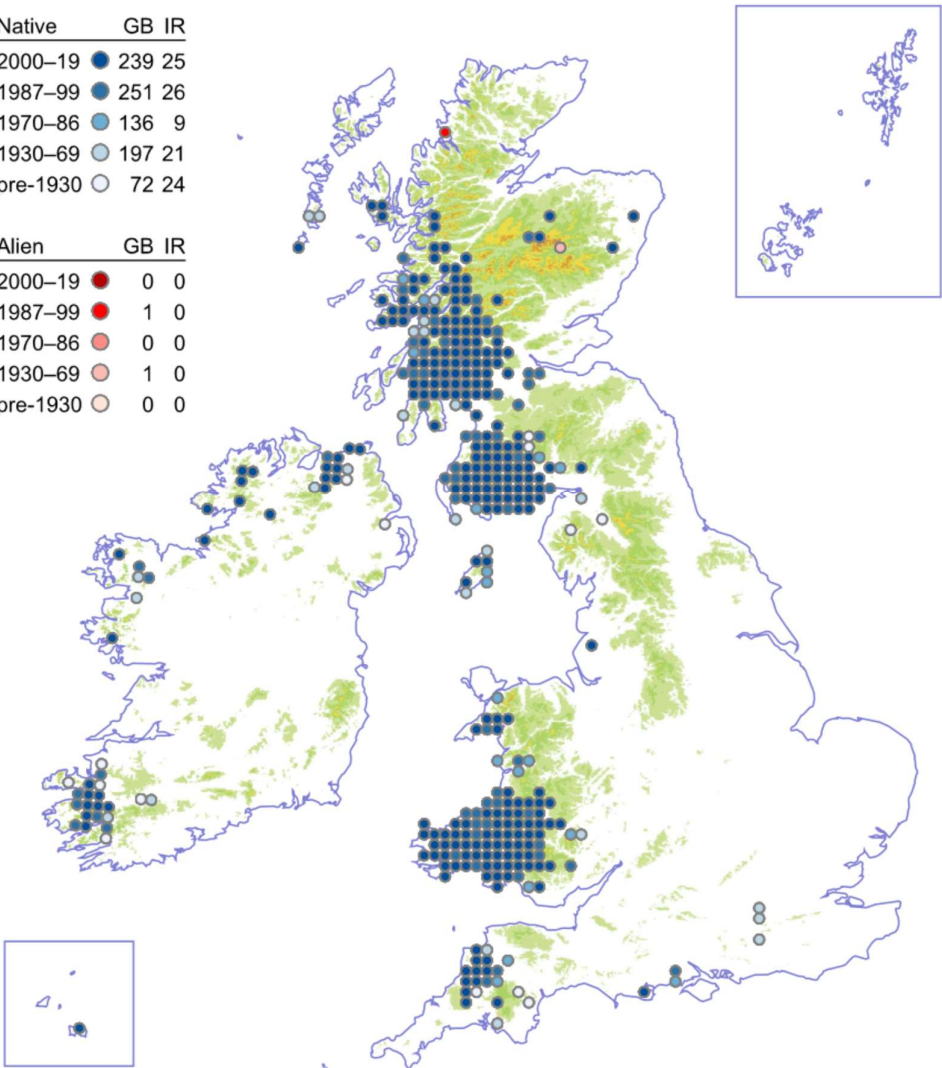 Native GB IR
2000–19 239 25
1987–99 251 26
1970–86 136 9
1930–69 197 21
pre-1930 72 24
Alien GB IR
2000–19 0 0
1987–99 1 0
1970–86 0 0
1930–69 1 0
pre-1930 0 0